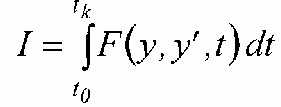 I = ∫_{t_0}^{t_k} F(y, y′, t) dt